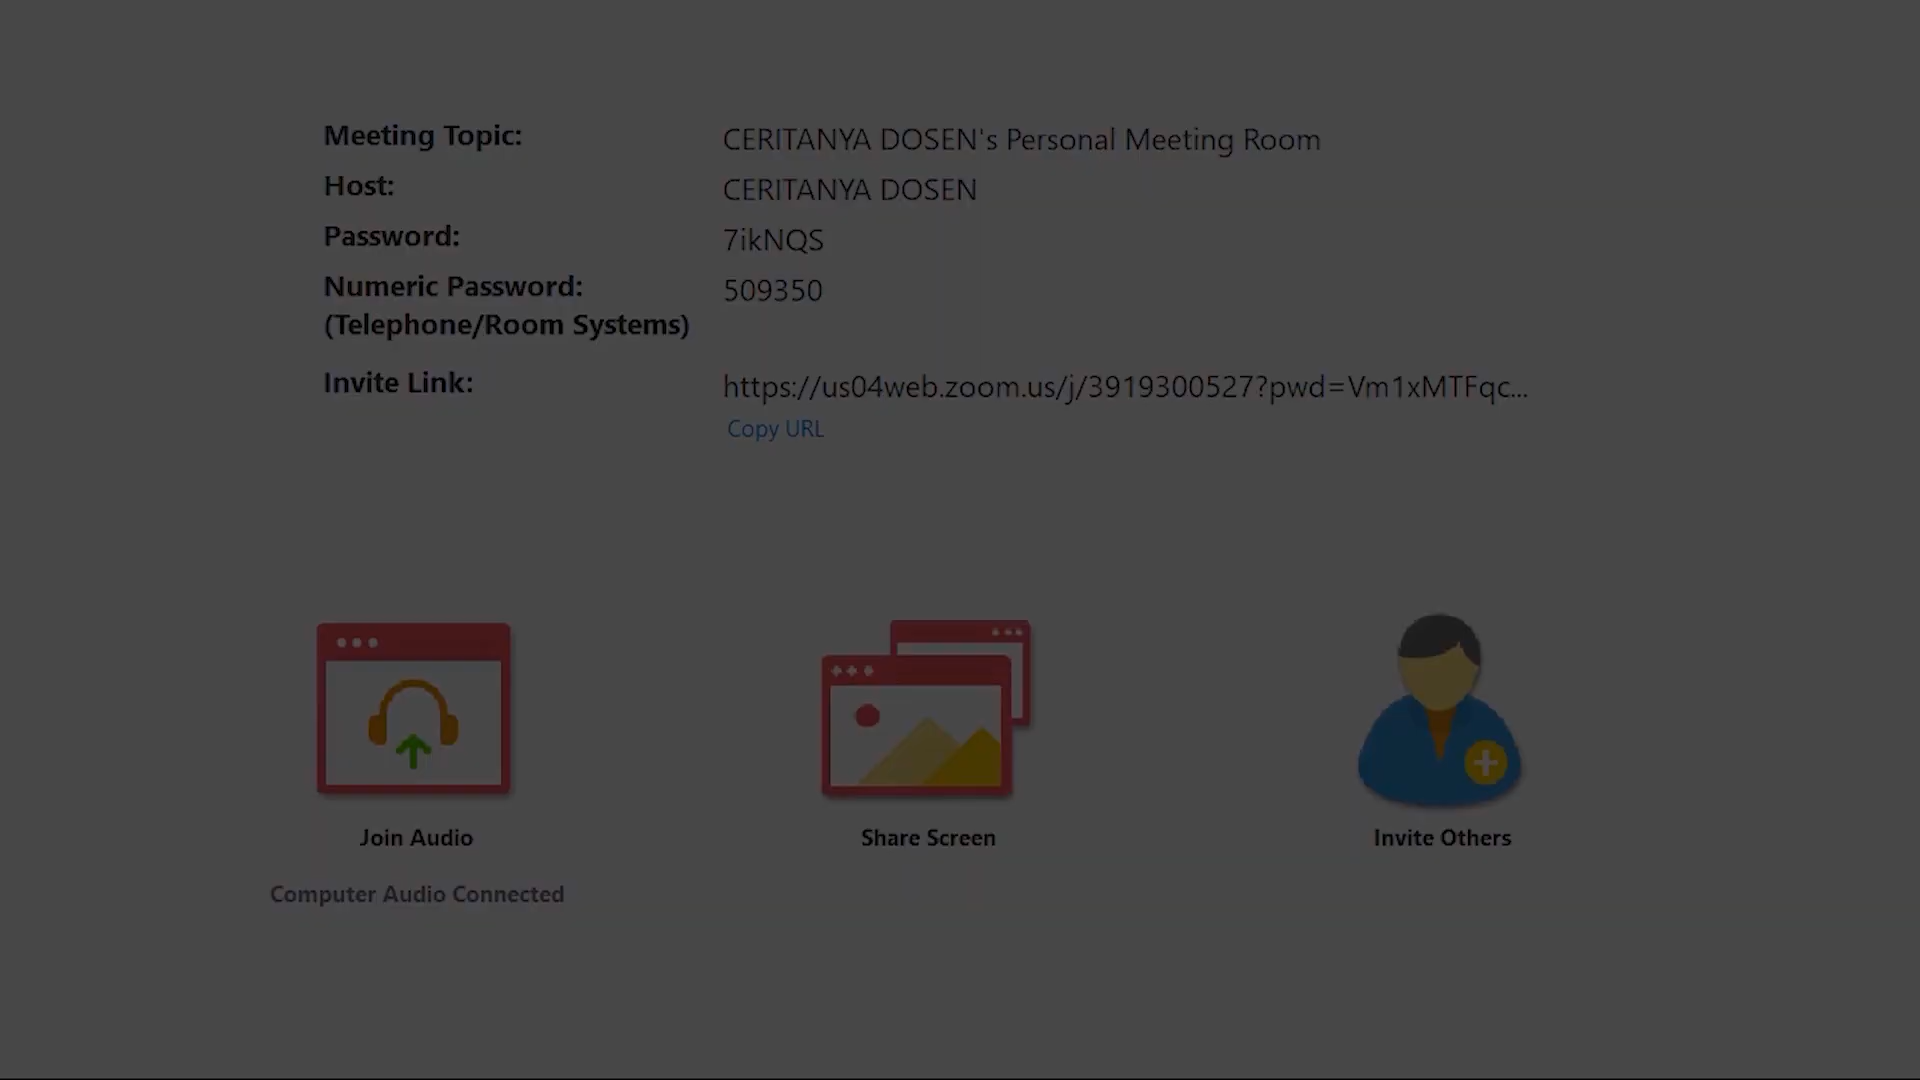 Meeting Topic: CERITANYA DOSEN's Personal Meeting Room
Host: CERITANYA DOSEN
Password: 7ikNQS
Numeric Password: 509350
(Telephone/Room Systems)
Invite Link: https://us04web.zoom.us/j/3919300527?pwd=Vm1xMTFqc...
Copy URL
Join Audio
Share Screen
Invite Others
Computer Audio Connected